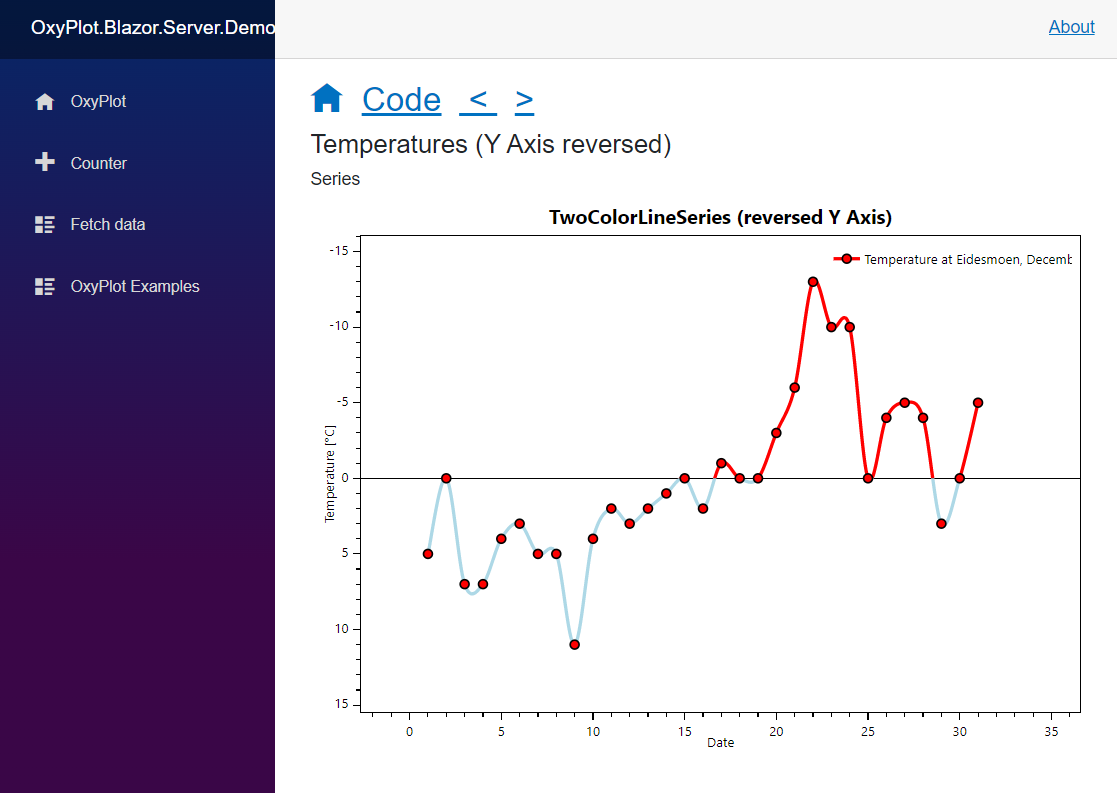 OxyPlot.Blazor.Server.Demo
About
OxyPlot
Counter
Fetch data
OxyPlot Examples
Code < >
Temperatures (Y Axis reversed)
Series
TwoColorLineSeries (reversed Y Axis)
Temperature at Eidesmoen, Decemb
-15
-10
-5
0
5
10
15
Temperature [°C]
0 5 10 15 20 25 30 35
Date